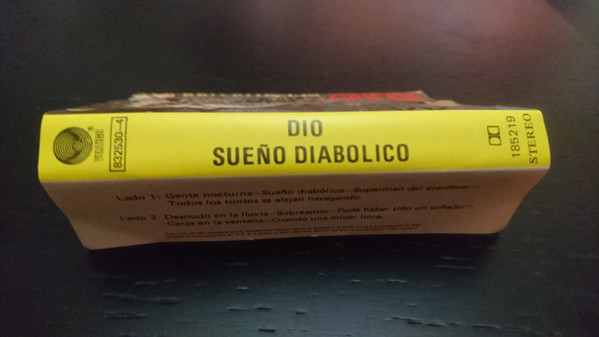 VERTIGO
832530-4
DIO
SUEÑO DIABOLICO
185219
STEREO
Lado 1: Gente nocturna—Sueño diabólico—Superman del atardecer—
Todos los tontos se alejan navegando.
Lado 2: Desnudo en la lluvia—Sobreamor—Pude haber sido un soñador—
Caras en la ventana—Cuando una mujer llora.